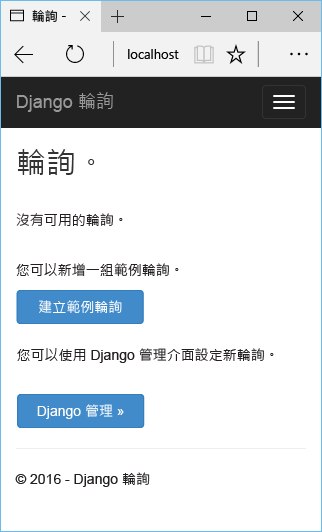 輪詢 -
localhost
Django 輪詢
輪詢。
沒有可用的輪詢。
您可以新增一組範例輪詢。
建立範例輪詢
您可以使用 Django 管理介面設定新輪詢。
Django 管理 »
© 2016 - Django 輪詢